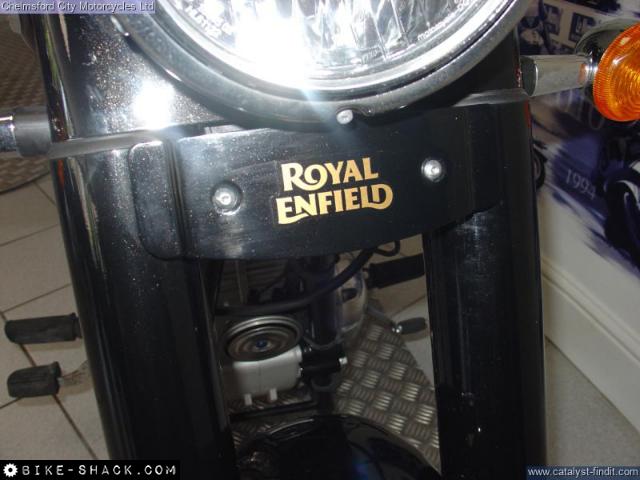 Chelmsford City Motorcycles Ltd
ROYAL
ENFIELD
1994
BIKE-SHACK.COM
www.catalyst-findit.com